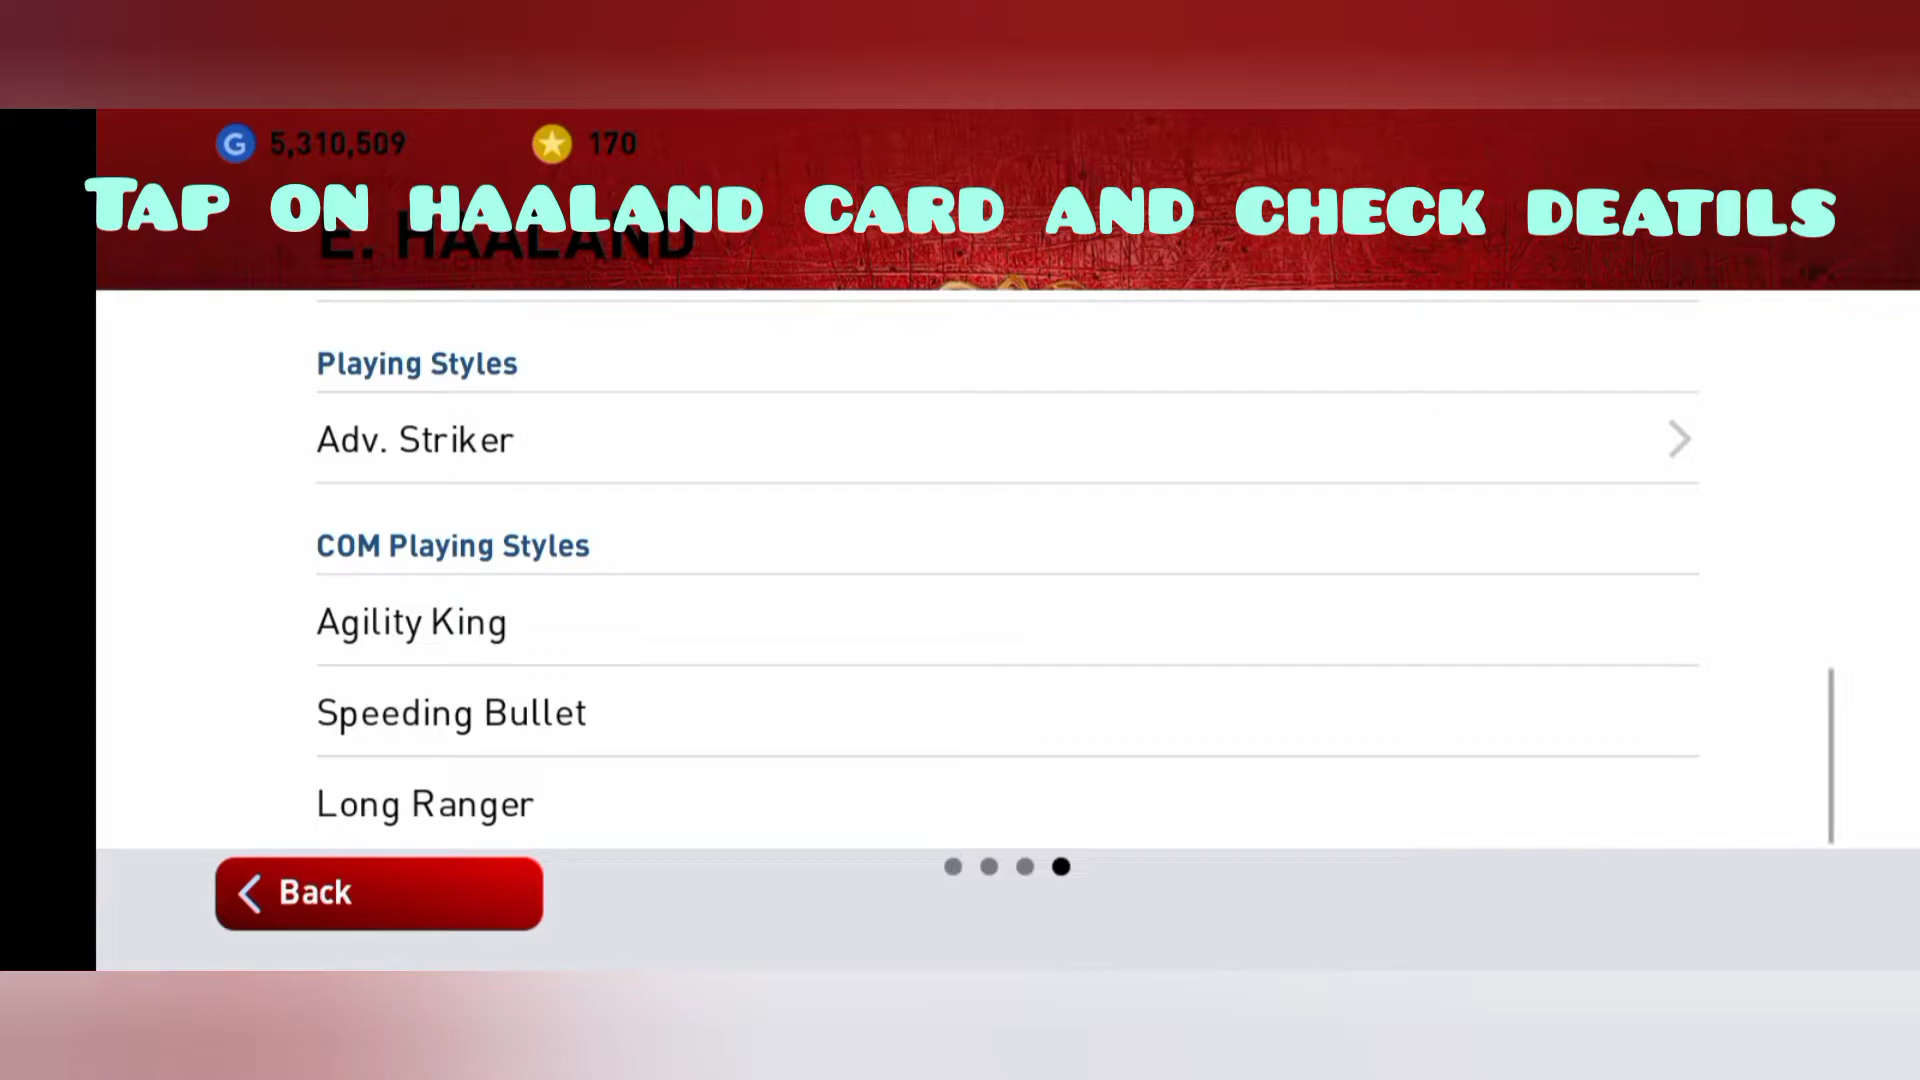 G 5,310,509 170
TAP ON HAALAND CARD AND CHECK DEATILS
E. HAALAND
Playing Styles
Adv. Striker
COM Playing Styles
Agility King
Speeding Bullet
Long Ranger
Back